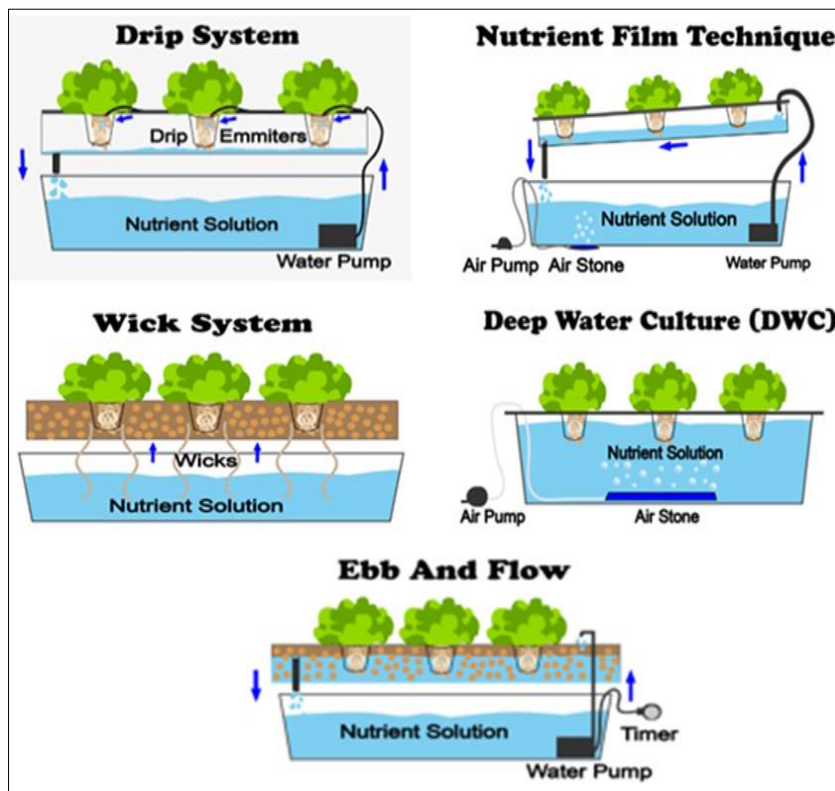 Drip System
Drip Emmiters
Nutrient Solution
Water Pump
Nutrient Film Technique
Nutrient Solution
Air Pump
Air Stone
Water Pump
Wick System
Wicks
Nutrient Solution
Deep Water Culture (DWC)
Nutrient Solution
Air Pump
Air Stone
Ebb And Flow
Nutrient Solution
Timer
Water Pump